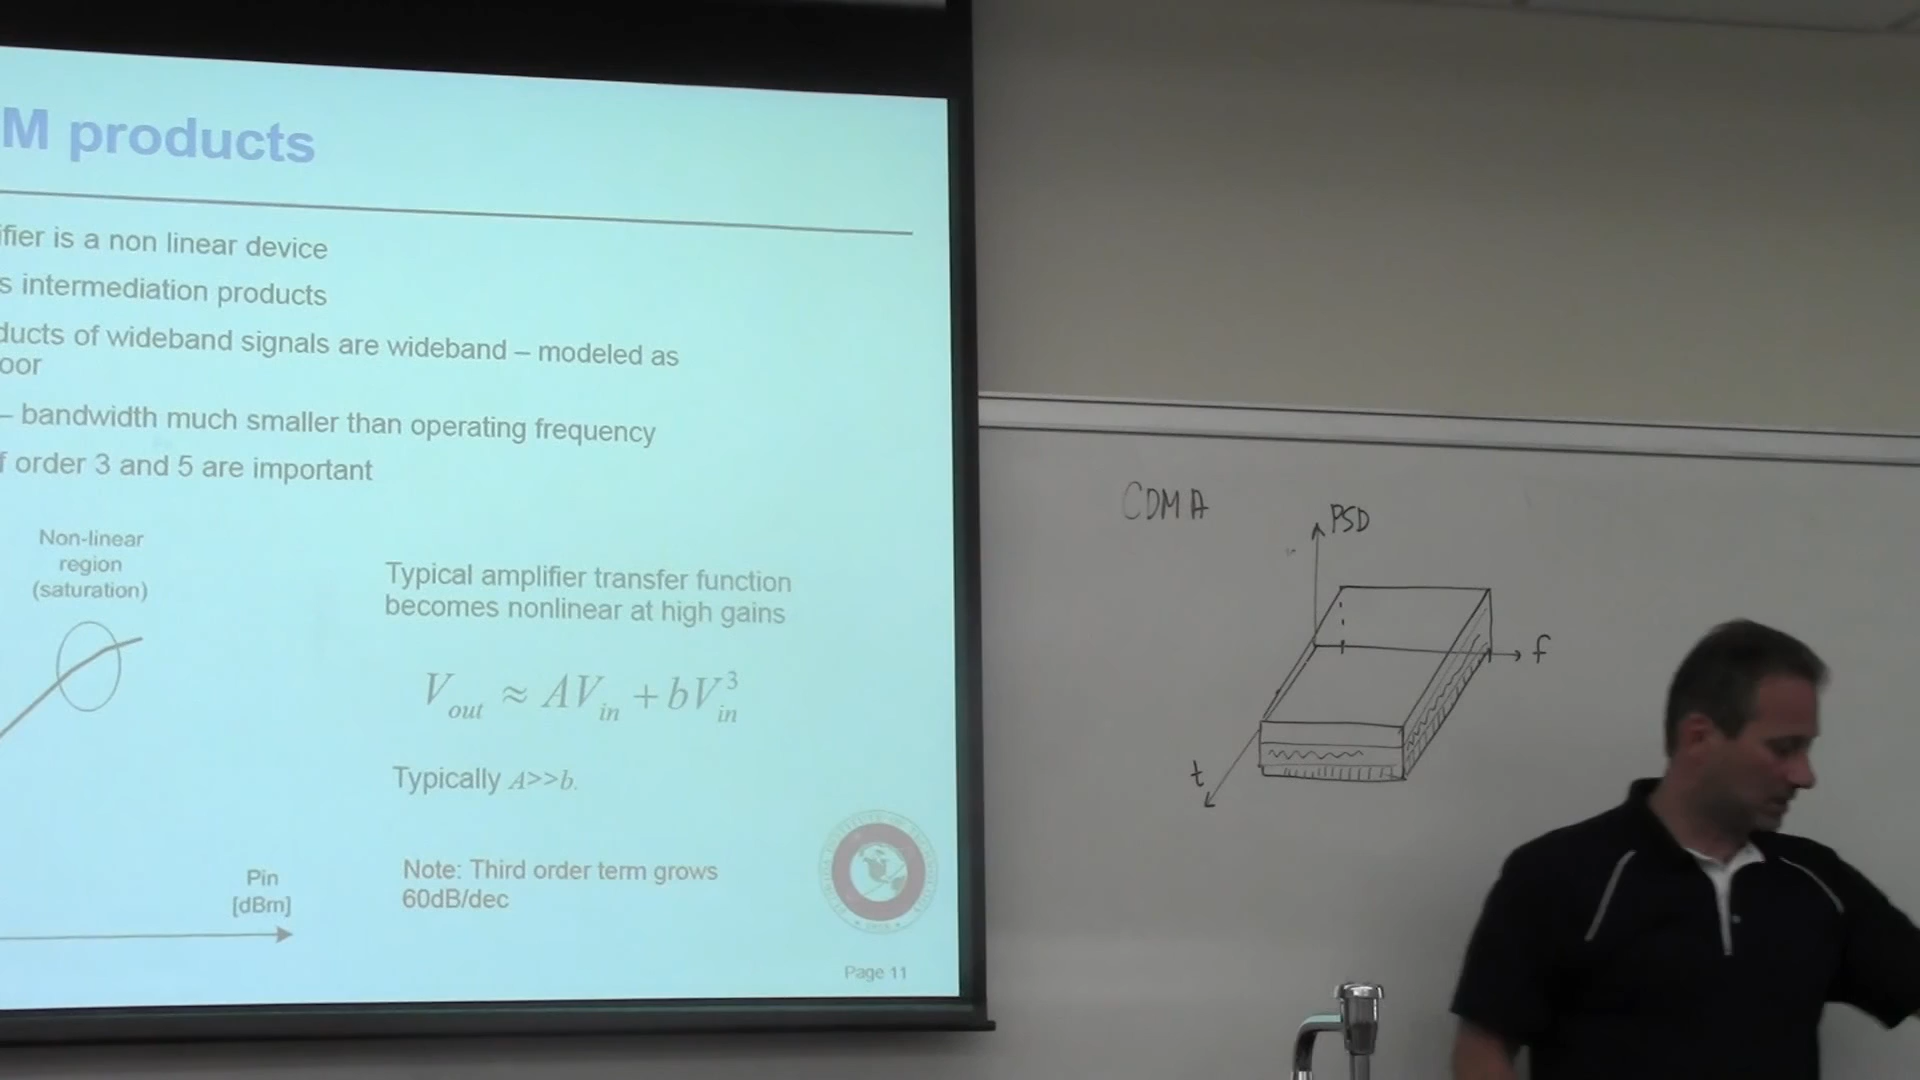 M products
ifier is a non linear device
s intermediation products
ducts of wideband signals are wideband – modeled as
oor
– bandwidth much smaller than operating frequency
f order 3 and 5 are important
Non-linear
region
(saturation)
Typical amplifier transfer function
becomes nonlinear at high gains
V_out ≈ AV_in + bV_in^3
Typically A>>b.
Pin
[dBm]
Note: Third order term grows
60dB/dec
Page 11
CDMA
PSD
f
t